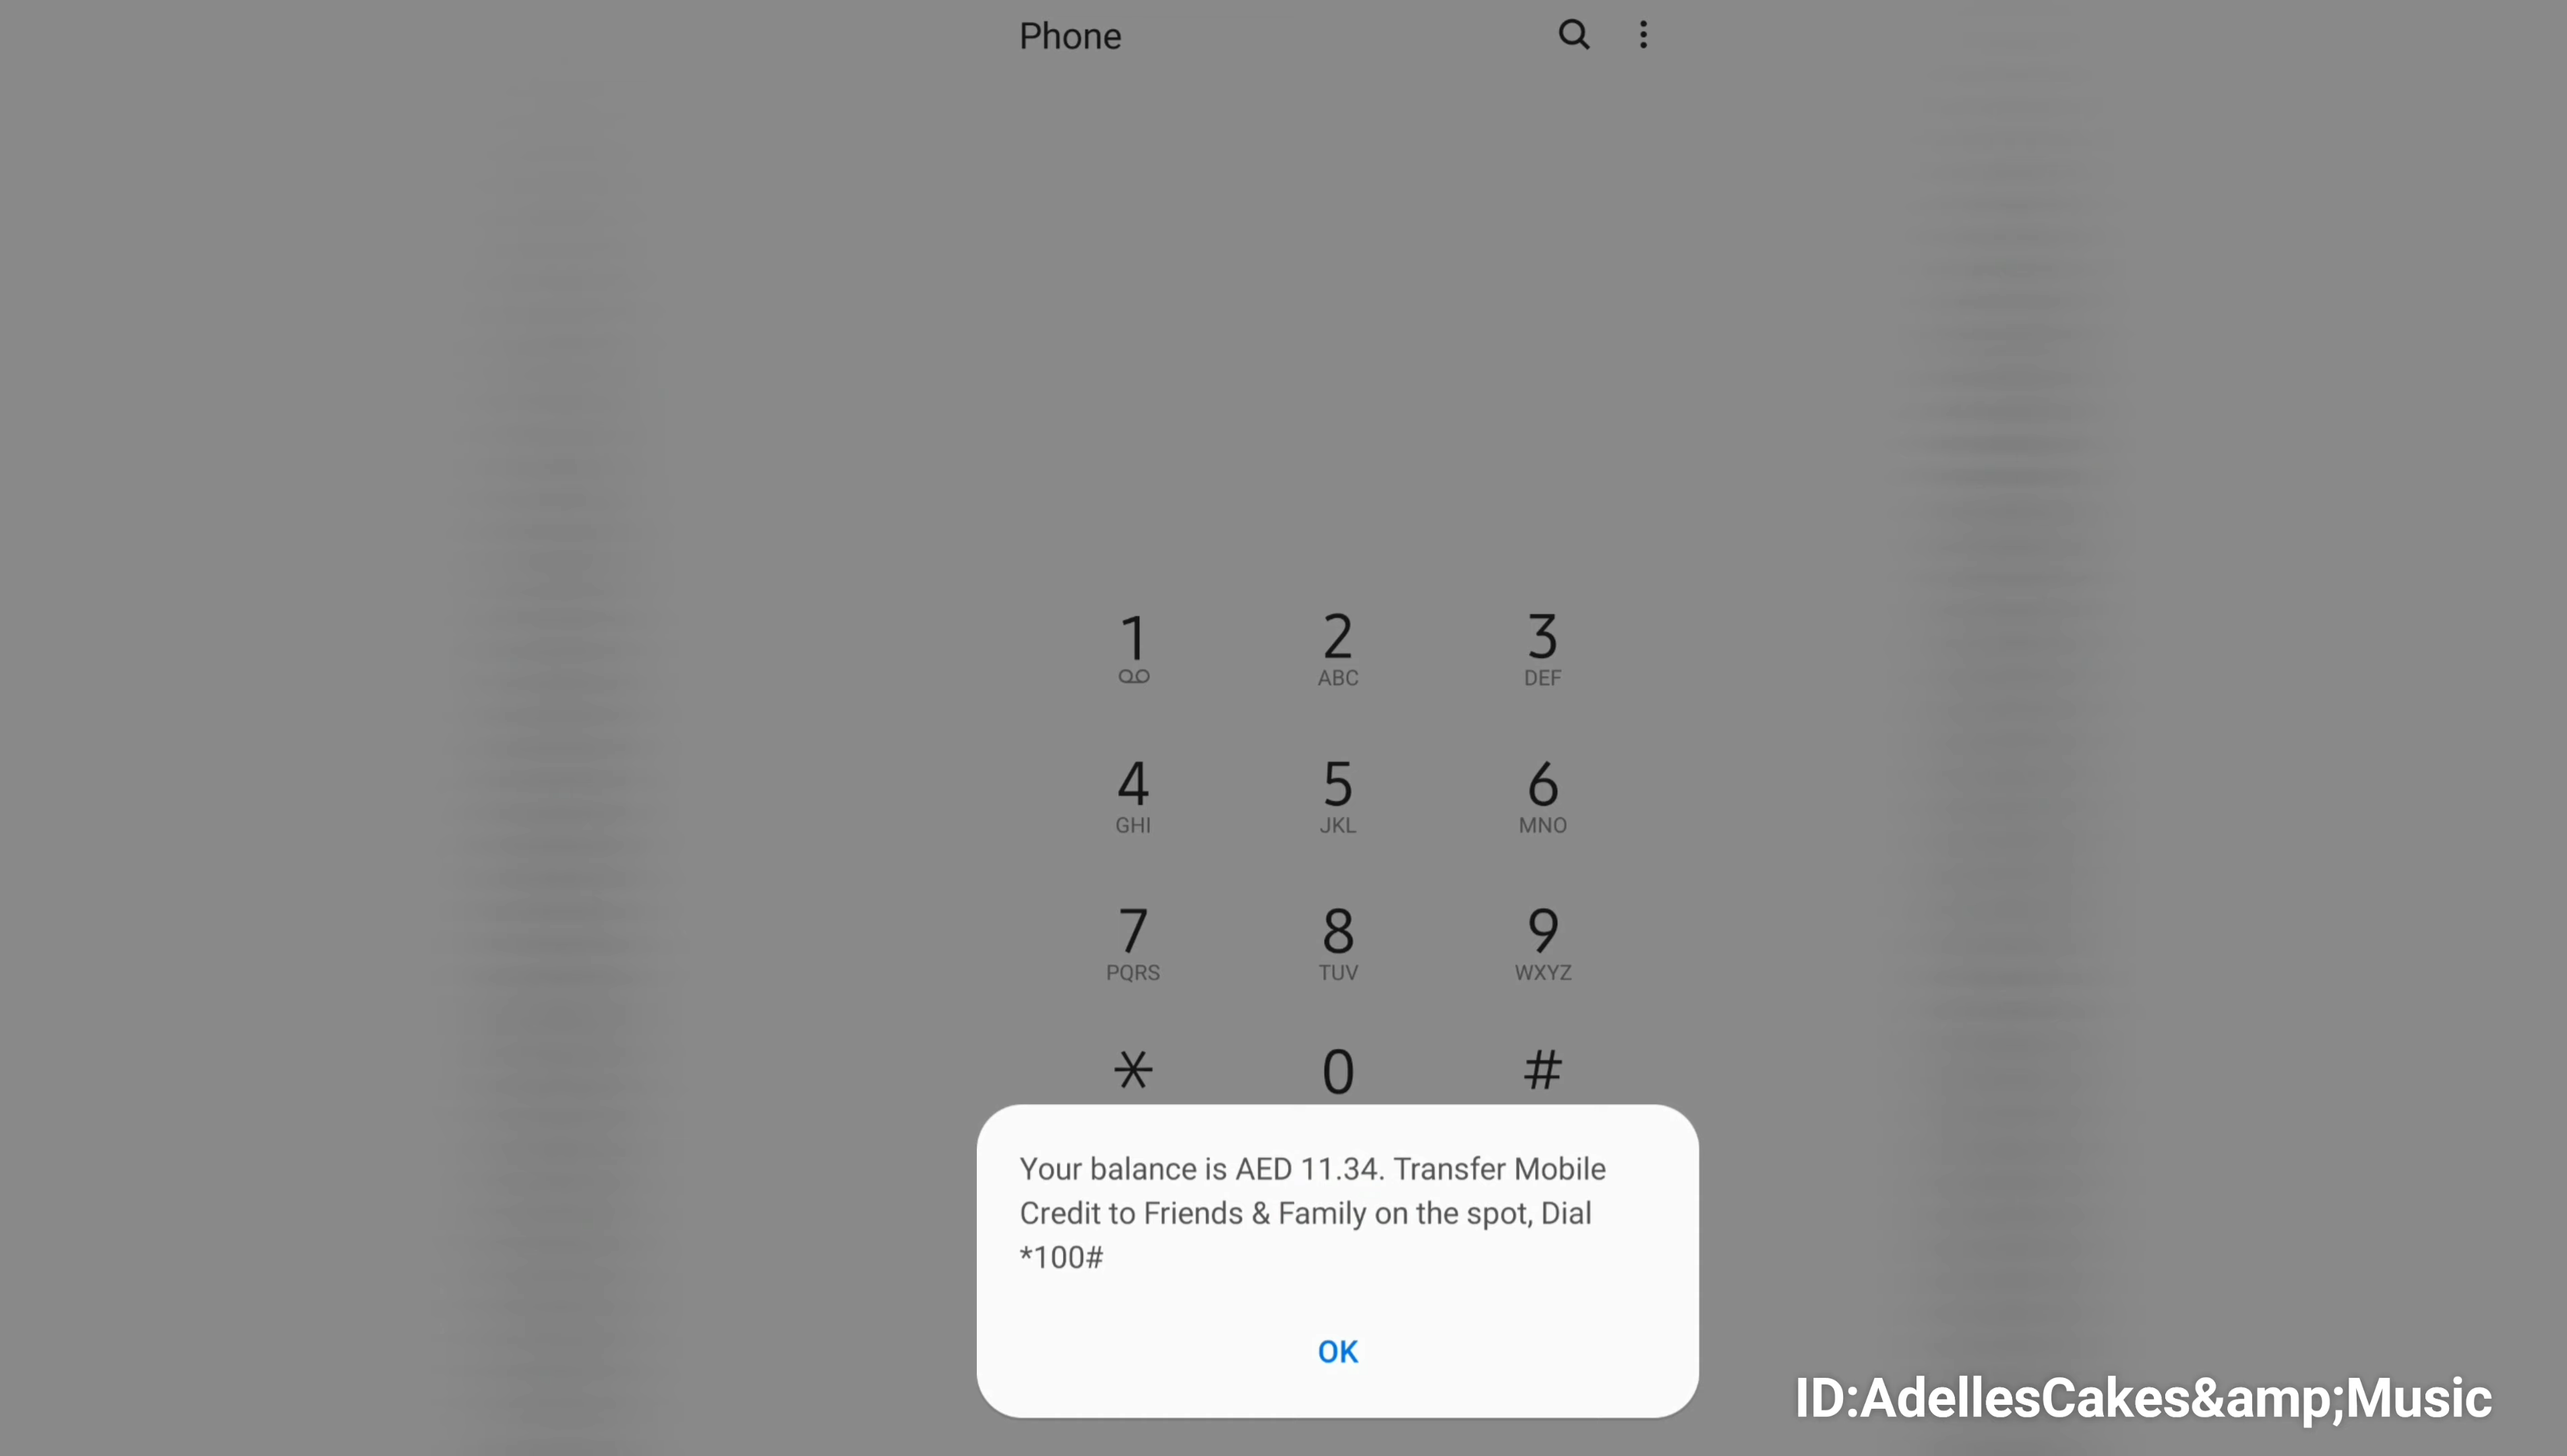 Phone
1
2
ABC
3
DEF
4
GHI
5
JKL
6
MNO
7
PQRS
8
TUV
9
WXYZ
*
0
#
Your balance is AED 11.34. Transfer Mobile
Credit to Friends & Family on the spot, Dial
*100#
OK
ID:AdellesCakes&amp;Music